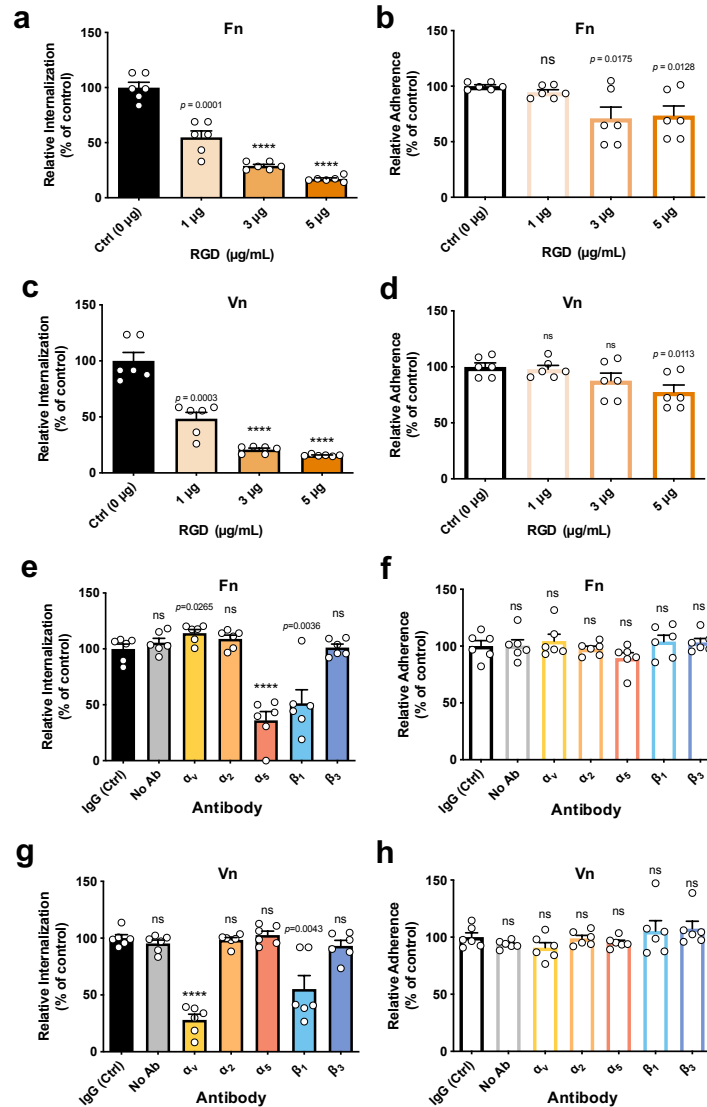 a
Fn
Relative Internalization
(% of control)
150
100
50
0
p = 0.0001
****
****
Ctrl (0 µg)
1 µg
3 µg
5 µg
RGD (µg/mL)
b
Fn
Relative Adherence
(% of control)
150
100
50
0
ns
p = 0.0175
p = 0.0128
Ctrl (0 µg)
1 µg
3 µg
5 µg
RGD (µg/mL)
c
Vn
Relative Internalization
(% of control)
150
100
50
0
p = 0.0003
****
****
Ctrl (0 µg)
1 µg
3 µg
5 µg
RGD (µg/mL)
d
Vn
Relative Adherence
(% of control)
150
100
50
0
ns
ns
p = 0.0113
Ctrl (0 µg)
1 µg
3 µg
5 µg
RGD (µg/mL)
e
Fn
Relative Internalization
(% of control)
150
100
50
0
ns
p=0.0265
ns
****
p=0.0036
ns
IgG (Ctrl)
No Ab
αv
α2
α5
β1
β3
Antibody
f
Fn
Relative Adherence
(% of control)
150
100
50
0
ns
ns
ns
ns
ns
ns
IgG (Ctrl)
No Ab
αv
α2
α5
β1
β3
Antibody
g
Vn
Relative Internalization
(% of control)
150
100
50
0
ns
****
ns
ns
p=0.0043
ns
IgG (Ctrl)
No Ab
αv
α2
α5
β1
β3
Antibody
h
Vn
Relative Adherence
(% of control)
150
100
50
0
ns
ns
ns
ns
ns
ns
IgG (Ctrl)
No Ab
αv
α2
α5
β1
β3
Antibody